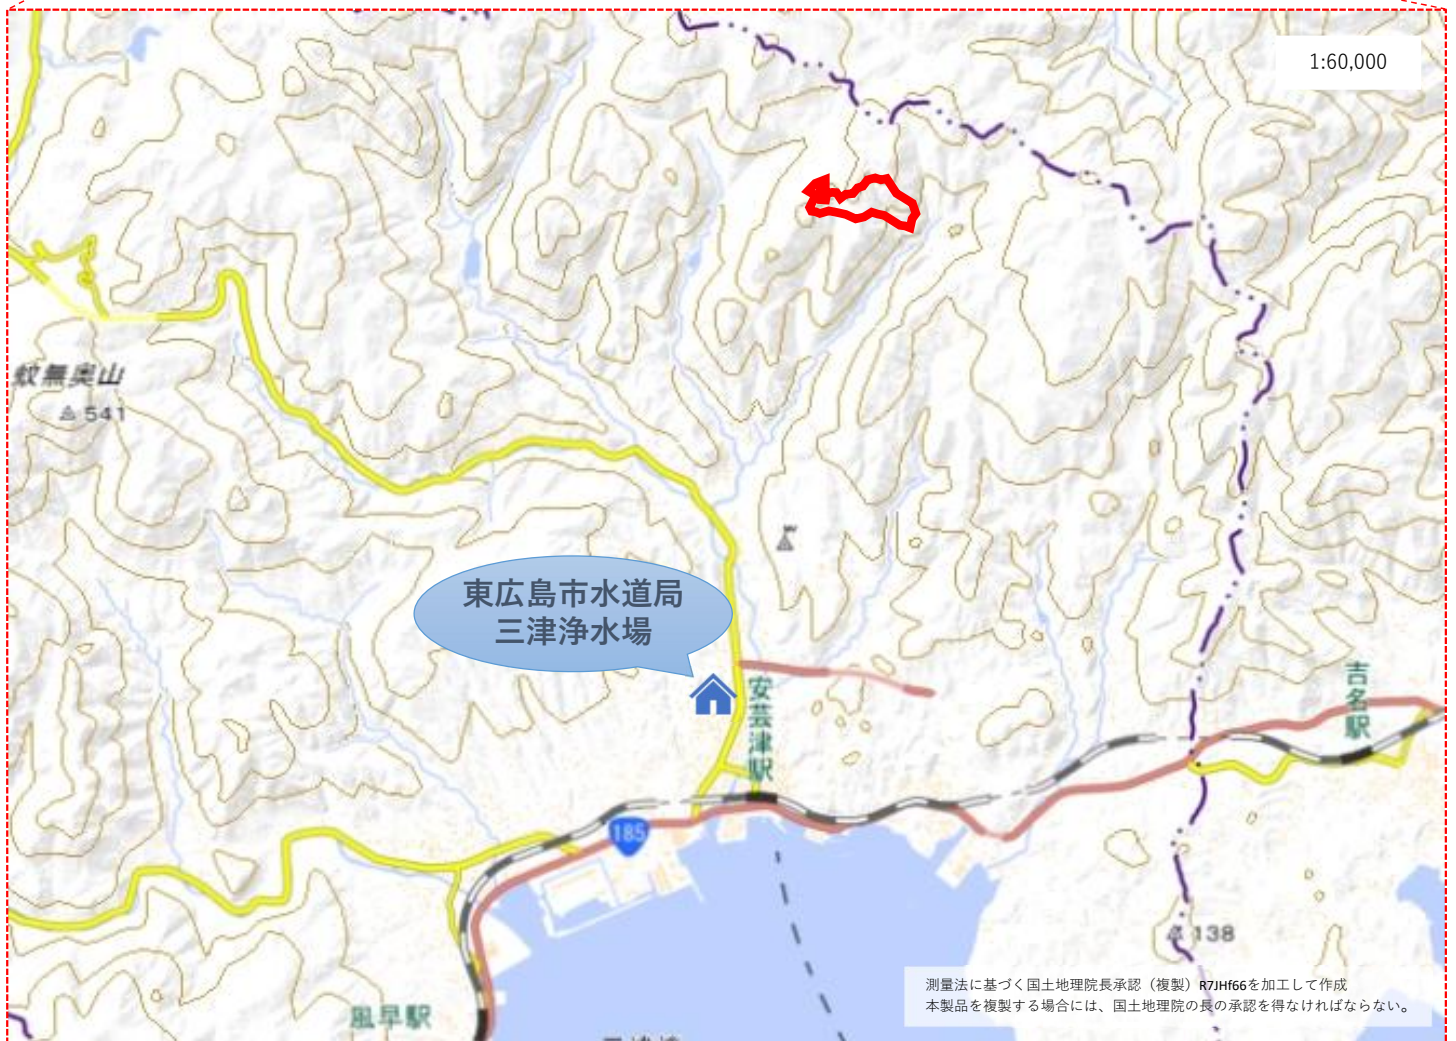 1:60,000
蚊無奥山
541
東広島市水道局
三津浄水場
安芸津駅
吉名駅
185
138
風早駅
測量法に基づく国土地理院長承認（複製）R7JHf66を加工して作成
本製品を複製する場合には、国土地理院の長の承認を得なければならない。